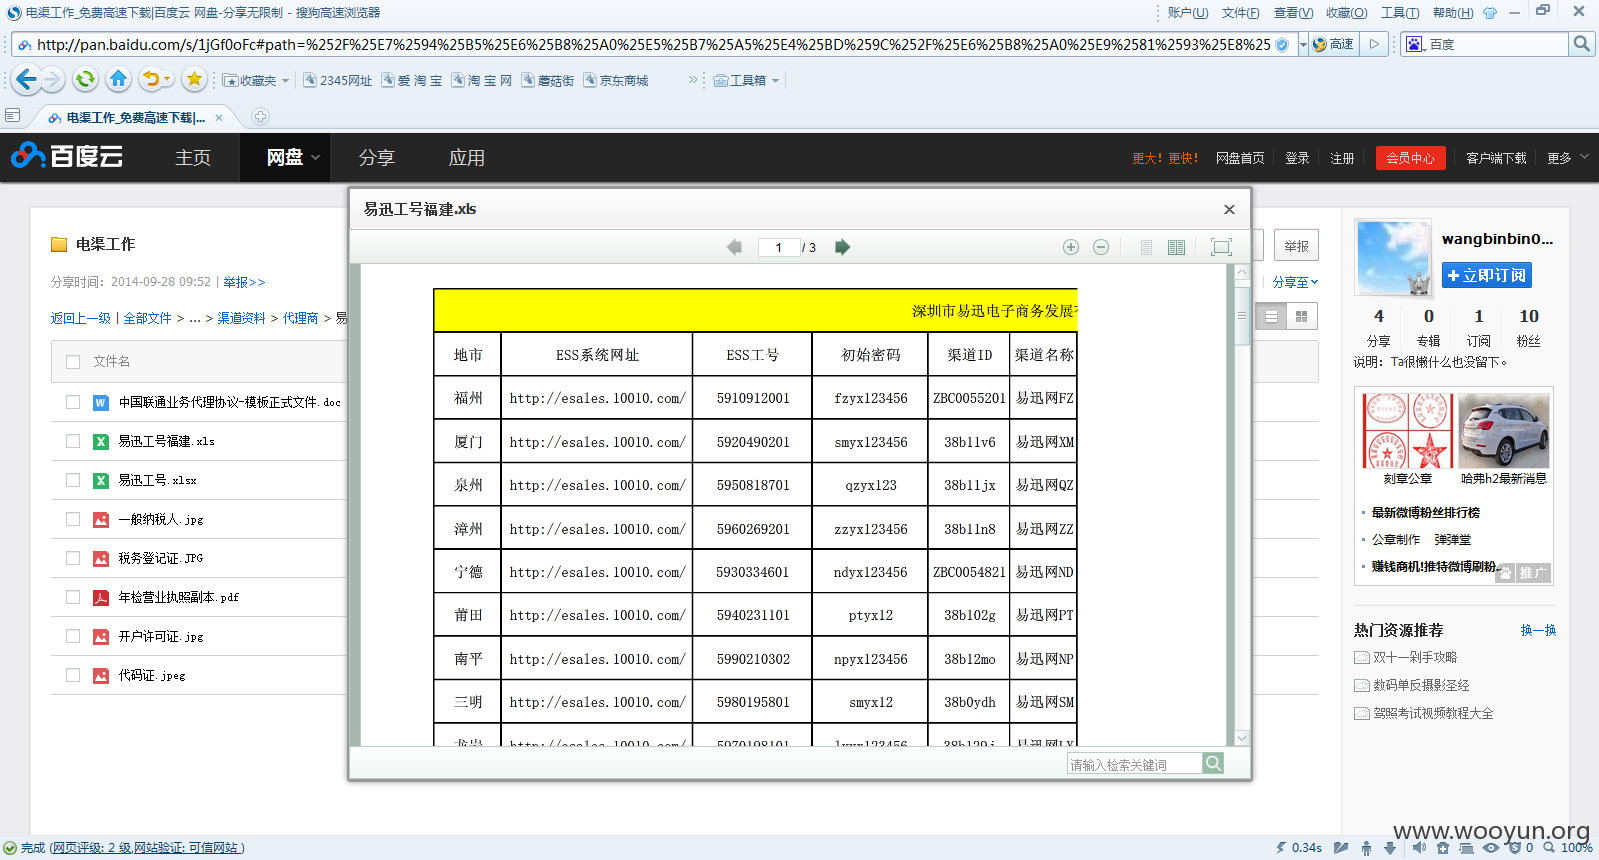 电渠工作_免费高速下载|百度云 网盘-分享无限制 - 搜狗高速浏览器
账户(U) 文件(F) 查看(V) 收藏(O) 工具(T) 帮助(H)
http://pan.baidu.com/s/1jGf0oFc#path=%252F%25E7%2594%25B5%25E6%25B8%25A0%25E5%25B7%25A5%25E4%25BD%259C%252F%25E6%25B8%25A0%25E9%2581%2593%25E8%25
高速
百度
收藏夹 2345网址 爱 淘 宝 淘 宝 网 蘑菇街 京东商城 » 工具箱
电渠工作_免费高速下载|... ×
百度云 主页 网盘 分享 应用 更大! 更快! 网盘首页 登录 注册 会员中心 客户端下载 更多
易迅工号福建.xls
1 / 3
电渠工作
举报
分享时间: 2014-09-28 09:52 | 举报>>
分享至
返回上一级 | 全部文件 > ... > 渠道资料 > 代理商 > 易
文件名
中国联通业务代理协议-模板正式文件.doc
易迅工号福建.xls
易迅工号.xlsx
一般纳税人.jpg
税务登记证.JPG
年检营业执照副本.pdf
开户许可证.jpg
代码证.jpeg
深圳市易迅电子商务发展
地市 ESS系统网址 ESS工号 初始密码 渠道ID 渠道名称
福州 http://esales.10010.com/ 5910912001 fzyx123456 ZBC0055201 易迅网FZ
厦门 http://esales.10010.com/ 5920490201 smyx123456 38b11v6 易迅网XM
泉州 http://esales.10010.com/ 5950818701 qzyx123 38b11jx 易迅网QZ
漳州 http://esales.10010.com/ 5960269201 zzyx123456 38b11n8 易迅网ZZ
宁德 http://esales.10010.com/ 5930334601 ndyx123456 ZBC0054821 易迅网ND
莆田 http://esales.10010.com/ 5940231101 ptyx12 38b102g 易迅网PT
南平 http://esales.10010.com/ 5990210302 npyx123456 38b12mo 易迅网NP
三明 http://esales.10010.com/ 5980195801 smyx12 38b0ydh 易迅网SM
龙岩 http://esales.10010.com/ 5970198101 lyyx123456 38b129j 易迅网LY
请输入检索关键词
wangbinbin0...
+立即订阅
4 0 1 10
分享 专辑 订阅 粉丝
说明: Ta很懒什么也没留下。
刻章公章 哈弗h2最新消息
最新微博粉丝排行榜
公章制作 弹弹堂
赚钱商机!推特微博刷粉..
推广
热门资源推荐 换一换
双十一剁手攻略
数码单反摄影圣经
驾照考试视频教程大全
www.wooyun.org
完成 (网页评级: 2 级,网站验证: 可信网站 )
0.34s 0 100%